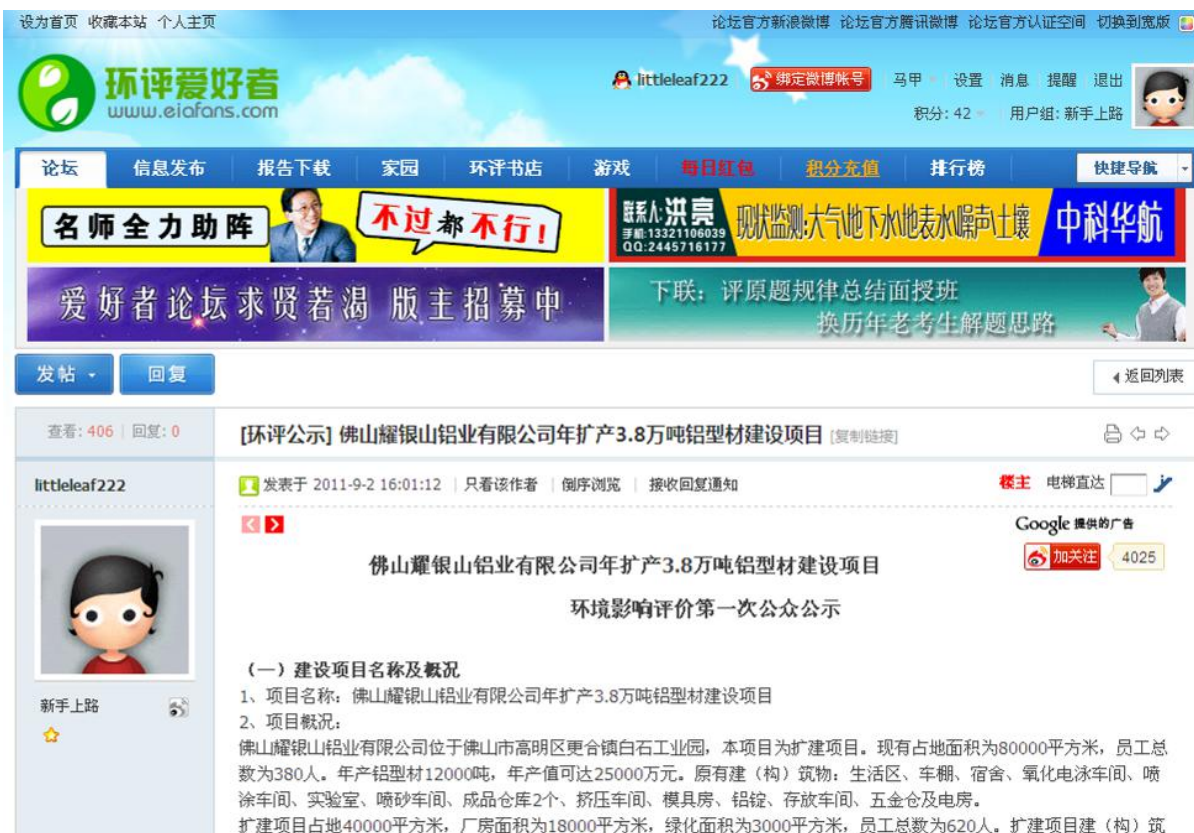 设为首页 收藏本站 个人主页
论坛官方新浪微博 论坛官方腾讯微博 论坛官方认证空间 切换到宽版
环评爱好者
www.eiafans.com
littleleaf222 绑定微博帐号 马甲 设置 消息 提醒 退出
积分: 42 用户组: 新手上路
论坛 信息发布 报告下载 家园 环评书店 游戏 每日红包 积分充值 排行榜 快捷导航
名师全力助阵 不过都不行!
联系人:洪亮
手机:13321106039
QQ:2445716177
现状监测:大气\地下水\地表水\噪声\土壤 中科华航
爱好者论坛求贤若渴 版主招募中
下联: 评原题规律总结面授班
换历年老考生解题思路
发帖 回复 返回列表
查看: 406 回复: 0
[环评公示] 佛山耀银山铝业有限公司年扩产3.8万吨铝型材建设项目 [复制链接]
littleleaf222
发表于 2011-9-2 16:01:12 只看该作者 倒序浏览 接收回复通知
楼主 电梯直达
Google 提供的广告
加关注 4025
佛山耀银山铝业有限公司年扩产3.8万吨铝型材建设项目
环境影响评价第一次公众公示
新手上路
（一）建设项目名称及概况
1、项目名称: 佛山耀银山铝业有限公司年扩产3.8万吨铝型材建设项目
2、项目概况:
佛山耀银山铝业有限公司位于佛山市高明区更合镇白石工业园，本项目为扩建项目。现有占地面积为80000平方米，员工总
数为380人。年产铝型材12000吨，年产值可达25000万元。原有建（构）筑物: 生活区、车棚、宿舍、氧化电泳车间、喷
涂车间、实验室、喷砂车间、成品仓库2个、挤压车间、模具房、铝锭、存放车间、五金仓及电房。
扩建项目占地40000平方米，厂房面积为18000平方米，绿化面积为3000平方米，员工总数为620人。扩建项目建（构）筑